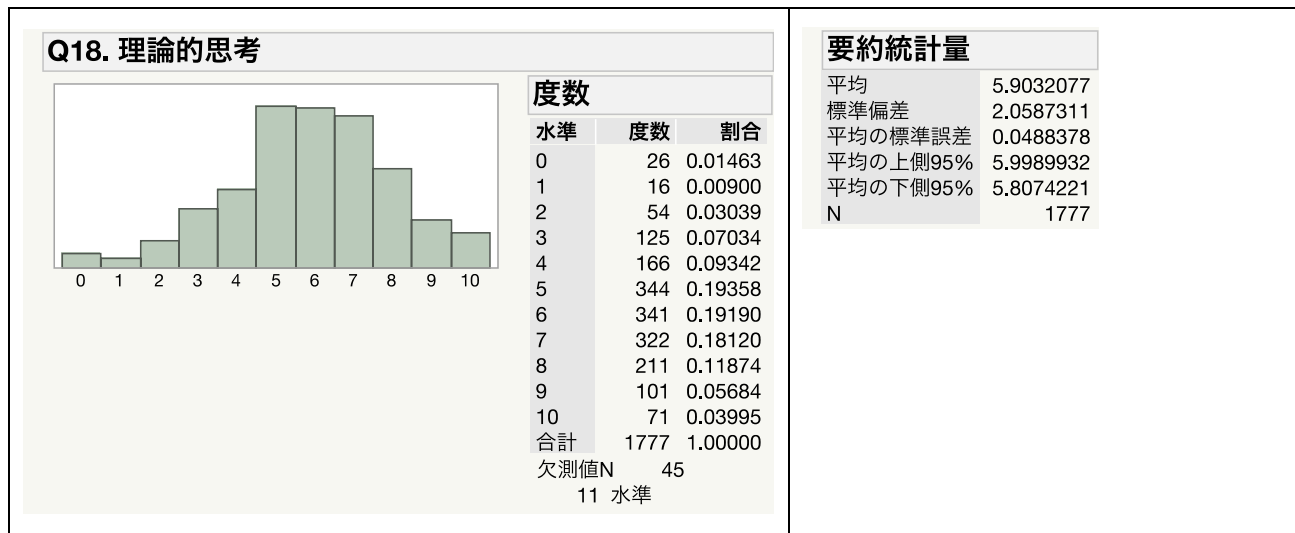 Q18. 理論的思考
0 1 2 3 4 5 6 7 8 9 10
度数
水準 度数 割合
0 26 0.01463
1 16 0.00900
2 54 0.03039
3 125 0.07034
4 166 0.09342
5 344 0.19358
6 341 0.19190
7 322 0.18120
8 211 0.11874
9 101 0.05684
10 71 0.03995
合計 1777 1.00000
欠測値N 45
11 水準
要約統計量
平均 5.9032077
標準偏差 2.0587311
平均の標準誤差 0.0488378
平均の上側95% 5.9989932
平均の下側95% 5.8074221
N 1777